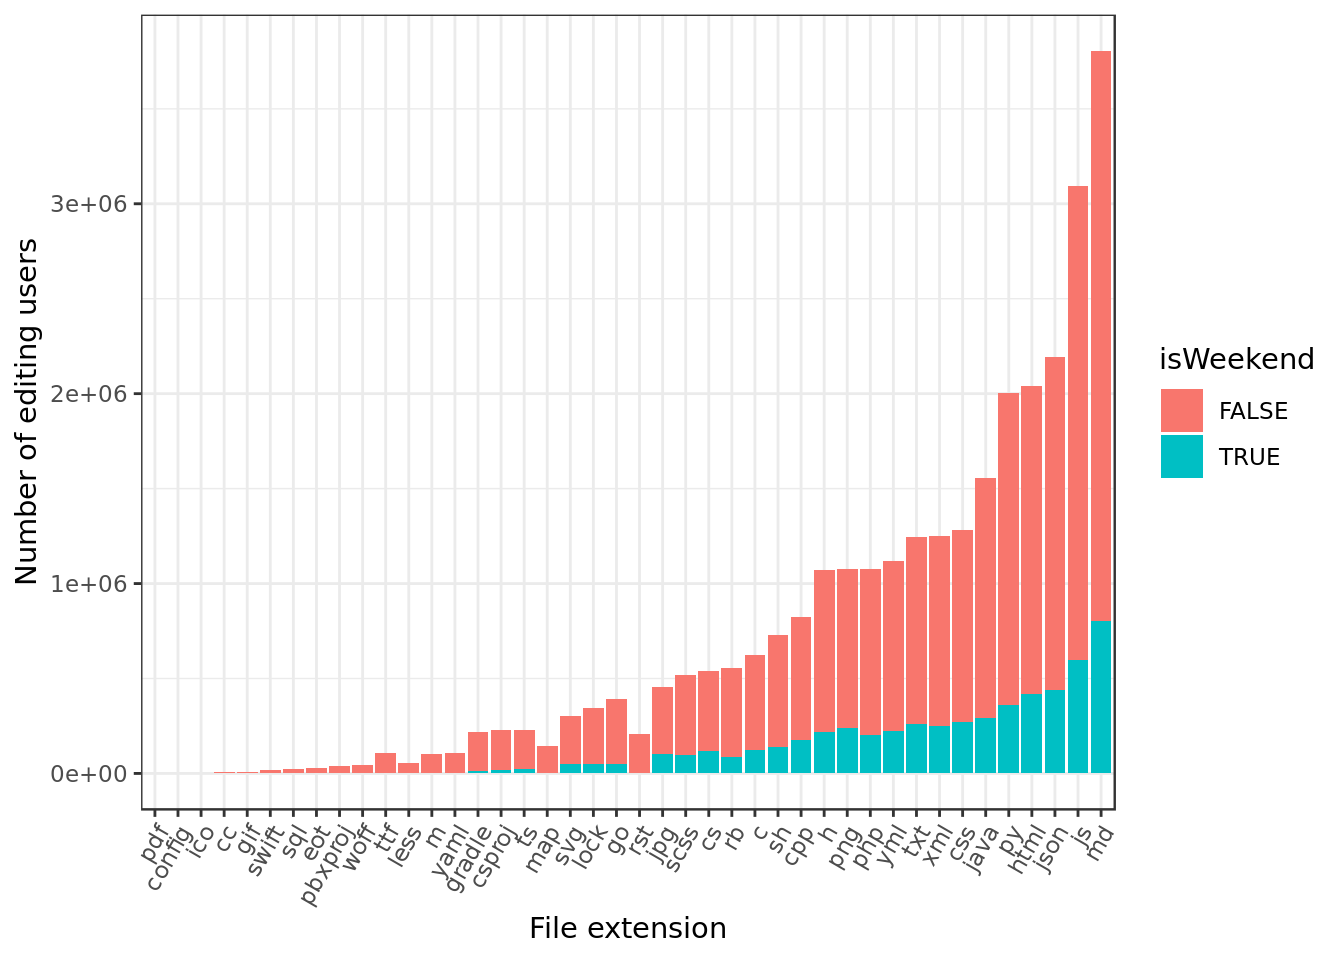 Number of editing users
3e+06
2e+06
1e+06
0e+00
pdf
config
ico
cc
gif
swift
sql
eot
pbxproj
woff
ttf
less
m
yaml
gradle
csproj
ts
map
svg
lock
go
rst
jpg
scss
cs
rb
c
sh
cpp
h
png
php
yml
txt
xml
css
java
py
html
json
js
md
File extension
isWeekend
FALSE
TRUE